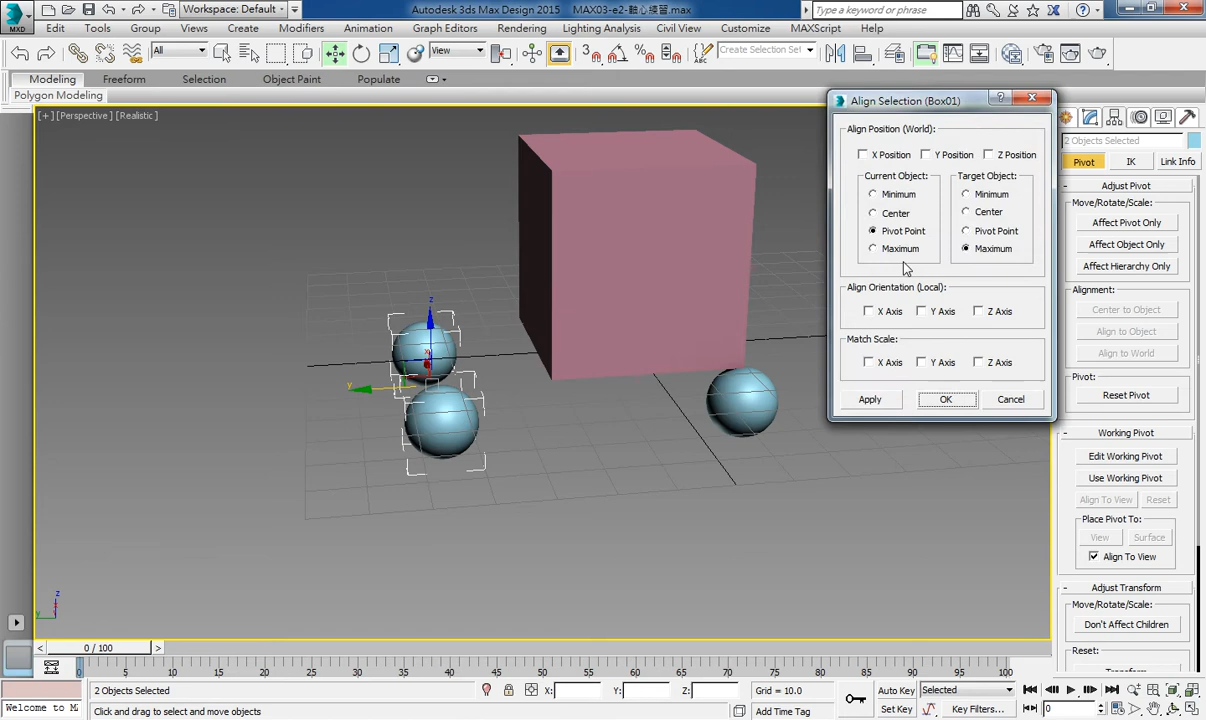 MXD
Workspace: Default
Autodesk 3ds Max Design 2015 MAX03-e2-軸心練習.max
Type a keyword or phrase
Edit Tools Group Views Create Modifiers Animation Graph Editors Rendering Lighting Analysis Civil View Customize MAXScript Help
All View Create Selection Set
Modeling Freeform Selection Object Paint Populate
Polygon Modeling
[+] [Perspective] [Realistic]
Align Selection (Box01)
Align Position (World):
X Position Y Position Z Position
Current Object: Target Object:
Minimum Minimum
Center Center
Pivot Point Pivot Point
Maximum Maximum
Align Orientation (Local):
X Axis Y Axis Z Axis
Match Scale:
X Axis Y Axis Z Axis
Apply OK Cancel
2 Objects Selected
Pivot IK Link Info
- Adjust Pivot
Move/Rotate/Scale:
Affect Pivot Only
Affect Object Only
Affect Hierarchy Only
Alignment:
Center to Object
Align to Object
Align to World
Pivot:
Reset Pivot
- Working Pivot
Edit Working Pivot
Use Working Pivot
Align To View Reset
Place Pivot To:
View Surface
Align To View
- Adjust Transform
Move/Rotate/Scale:
Don't Affect Children
Reset:
z
x
y
z
y
0 / 100
0 5 10 15 20 25 30 35 40 45 50 55 60 65 70 75 80 85 90 95 100
2 Objects Selected X: Y: Z: Grid = 10.0 Auto Key Selected
Welcome to M Click and drag to select and move objects Add Time Tag Set Key Key Filters... 0